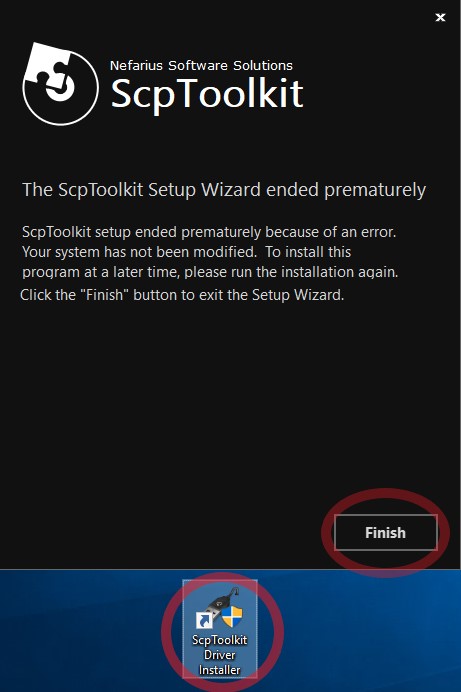 Nefarius Software Solutions
ScpToolkit
The ScpToolkit Setup Wizard ended prematurely
ScpToolkit setup ended prematurely because of an error.
Your system has not been modified.  To install this
program at a later time, please run the installation again.
Click the "Finish" button to exit the Setup Wizard.
Finish
ScpToolkit
Driver
Installer